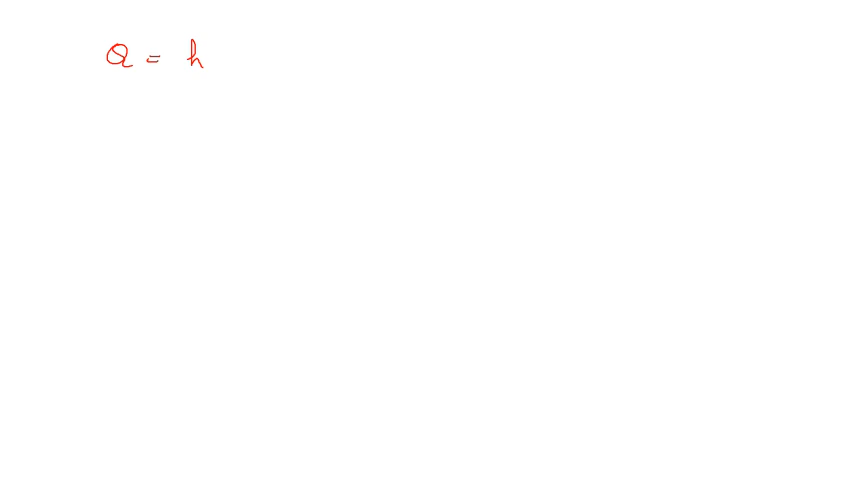 Q = h